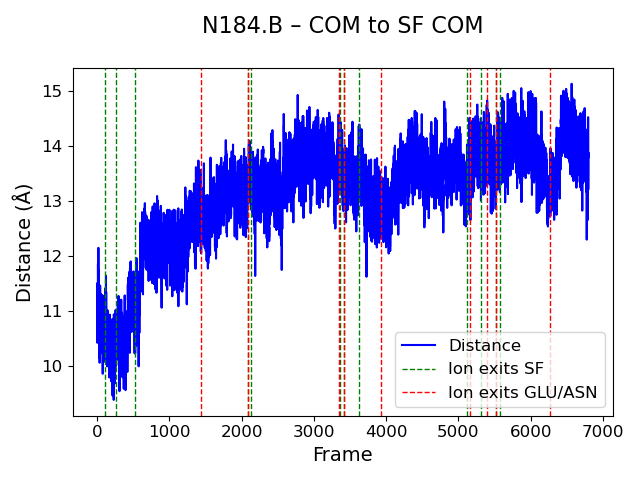 N184.B – COM to SF COM
Distance (Å)
15
14
13
12
11
10
Distance
Ion exits SF
Ion exits GLU/ASN
0 1000 2000 3000 4000 5000 6000 7000
Frame